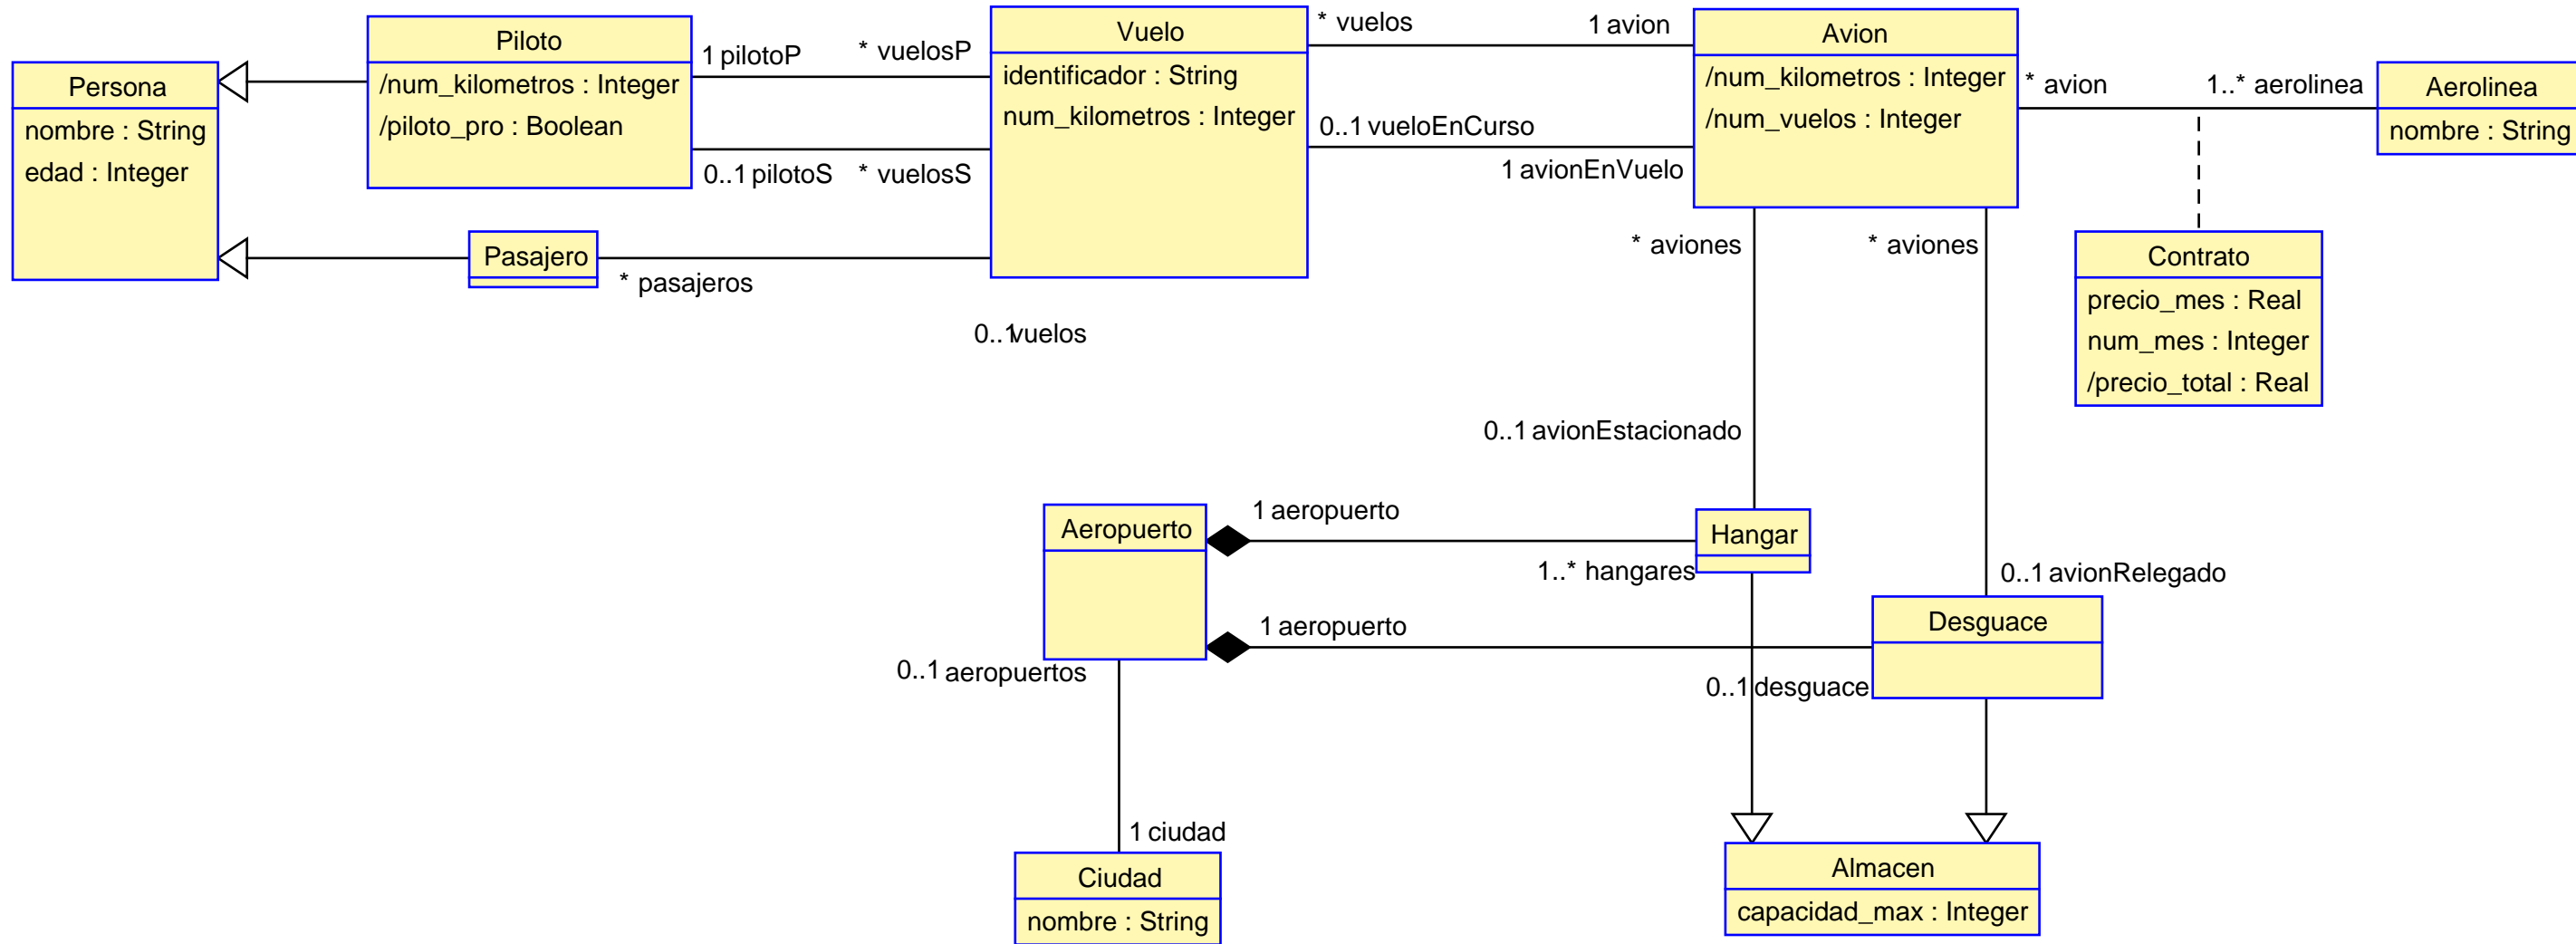 Persona
nombre : String
edad : Integer
Piloto
/num_kilometros : Integer
/piloto_pro : Boolean
1 pilotoP
* vuelosP
0..1 pilotoS
* vuelosS
Pasajero
* pasajeros
0..1 vuelos
Vuelo
identificador : String
num_kilometros : Integer
* vuelos
1 avion
0..1 vueloEnCurso
1 avionEnVuelo
Avion
/num_kilometros : Integer
/num_vuelos : Integer
* avion
1..* aerolinea
Aerolinea
nombre : String
Contrato
precio_mes : Real
num_mes : Integer
/precio_total : Real
* aviones
* aviones
0..1 avionEstacionado
0..1 avionRelegado
Aeropuerto
1 aeropuerto
1..* hangares
Hangar
1 aeropuerto
0..1 desguace
Desguace
0..1 aeropuertos
1 ciudad
Ciudad
nombre : String
Almacen
capacidad_max : Integer